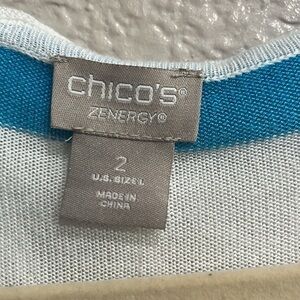 chico's®
ZENERGY®
2
U.S. SIZE L
MADE IN
CHINA